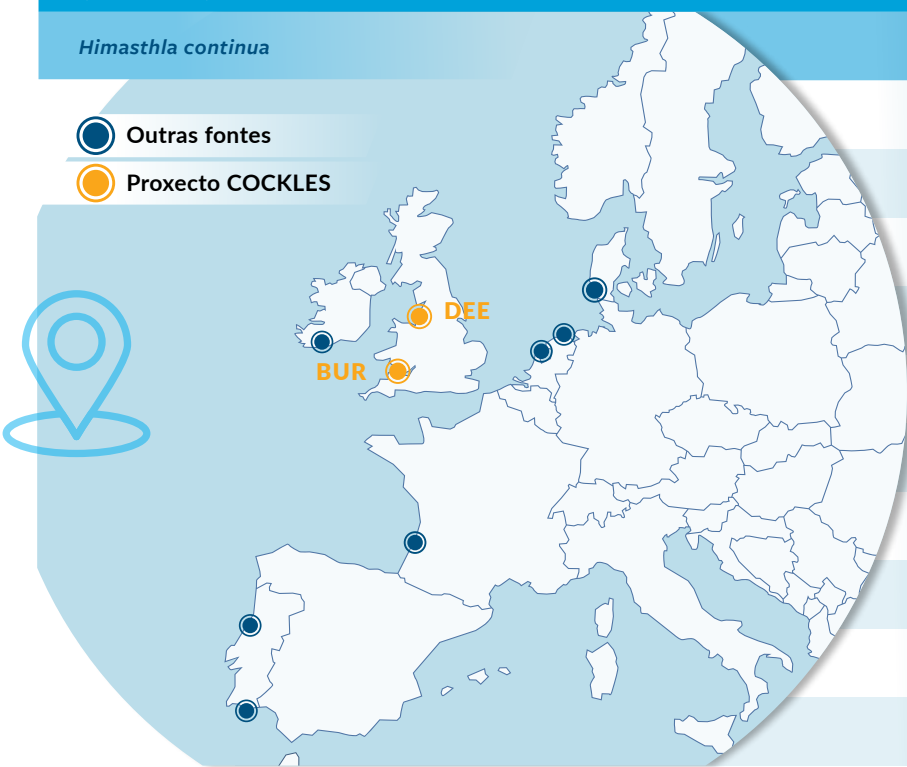 Himasthla continua
Outras fontes
Proxecto COCKLES
DEE
BUR